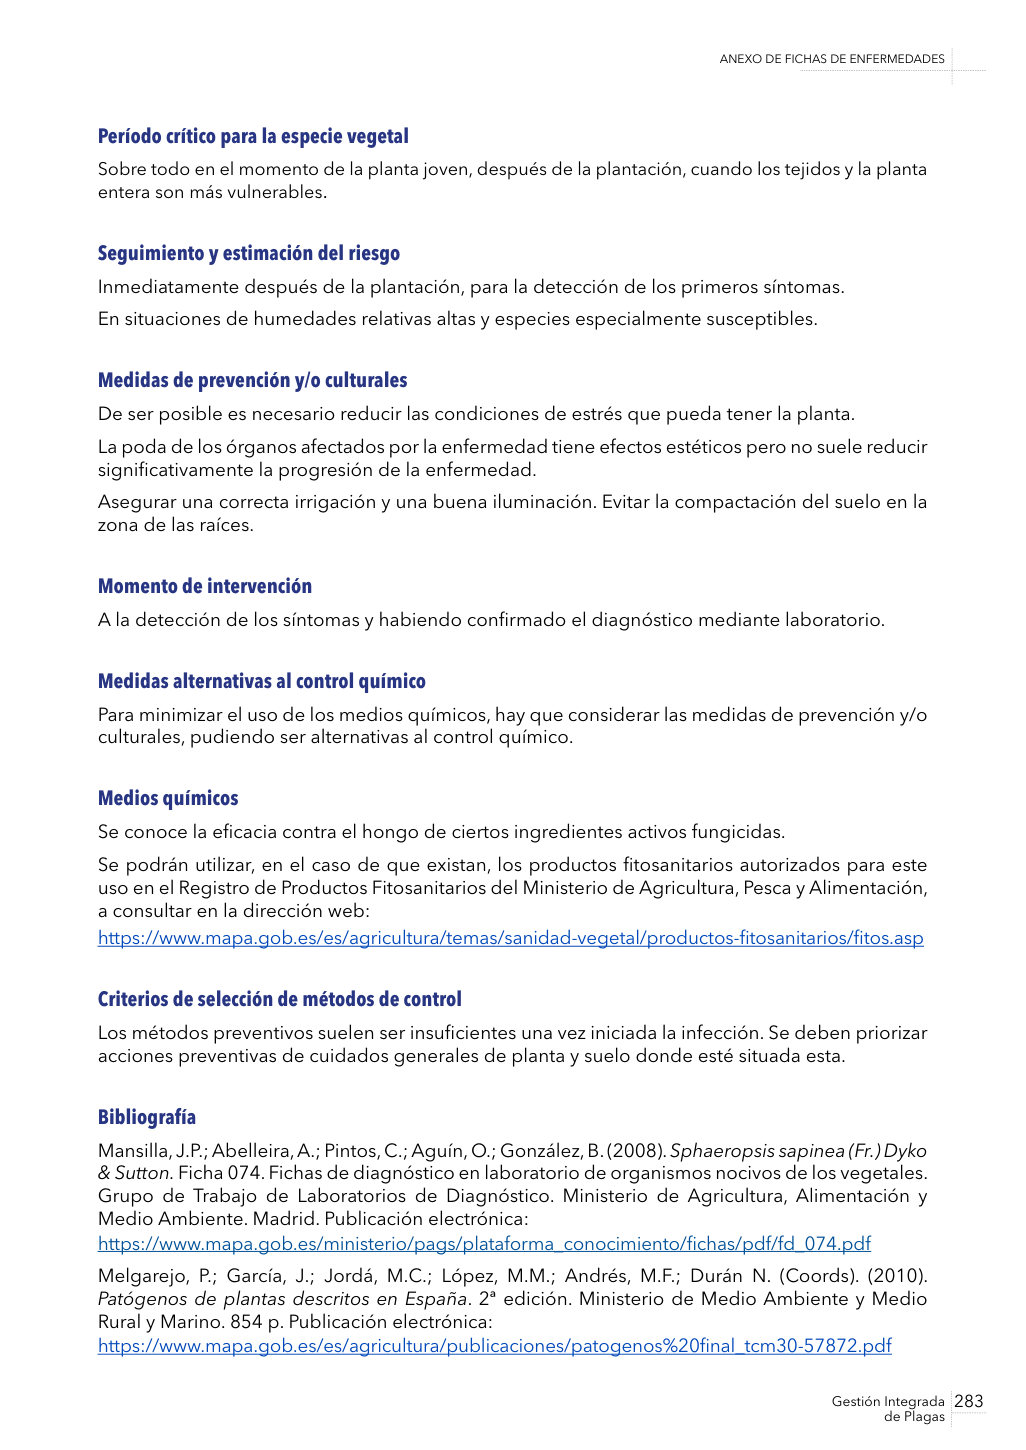 ANEXO DE FICHAS DE ENFERMEDADES
Período crítico para la especie vegetal
Sobre todo en el momento de la planta joven, después de la plantación, cuando los tejidos y la planta
entera son más vulnerables.
Seguimiento y estimación del riesgo
Inmediatamente después de la plantación, para la detección de los primeros síntomas.
En situaciones de humedades relativas altas y especies especialmente susceptibles.
Medidas de prevención y/o culturales
De ser posible es necesario reducir las condiciones de estrés que pueda tener la planta.
La poda de los órganos afectados por la enfermedad tiene efectos estéticos pero no suele reducir
significativamente la progresión de la enfermedad.
Asegurar una correcta irrigación y una buena iluminación. Evitar la compactación del suelo en la
zona de las raíces.
Momento de intervención
A la detección de los síntomas y habiendo confirmado el diagnóstico mediante laboratorio.
Medidas alternativas al control químico
Para minimizar el uso de los medios químicos, hay que considerar las medidas de prevención y/o
culturales, pudiendo ser alternativas al control químico.
Medios químicos
Se conoce la eficacia contra el hongo de ciertos ingredientes activos fungicidas.
Se podrán utilizar, en el caso de que existan, los productos fitosanitarios autorizados para este
uso en el Registro de Productos Fitosanitarios del Ministerio de Agricultura, Pesca y Alimentación,
a consultar en la dirección web:
https://www.mapa.gob.es/es/agricultura/temas/sanidad-vegetal/productos-fitosanitarios/fitos.asp
Criterios de selección de métodos de control
Los métodos preventivos suelen ser insuficientes una vez iniciada la infección. Se deben priorizar
acciones preventivas de cuidados generales de planta y suelo donde esté situada esta.
Bibliografía
Mansilla, J.P.; Abelleira, A.; Pintos, C.; Aguín, O.; González, B. (2008). Sphaeropsis sapinea (Fr.) Dyko
& Sutton. Ficha 074. Fichas de diagnóstico en laboratorio de organismos nocivos de los vegetales.
Grupo de Trabajo de Laboratorios de Diagnóstico. Ministerio de Agricultura, Alimentación y
Medio Ambiente. Madrid. Publicación electrónica:
https://www.mapa.gob.es/ministerio/pags/plataforma_conocimiento/fichas/pdf/fd_074.pdf
Melgarejo, P.; García, J.; Jordá, M.C.; López, M.M.; Andrés, M.F.; Durán N. (Coords). (2010).
Patógenos de plantas descritos en España. 2ª edición. Ministerio de Medio Ambiente y Medio
Rural y Marino. 854 p. Publicación electrónica:
https://www.mapa.gob.es/es/agricultura/publicaciones/patogenos%20final_tcm30-57872.pdf
Gestión Integrada 283
de Plagas